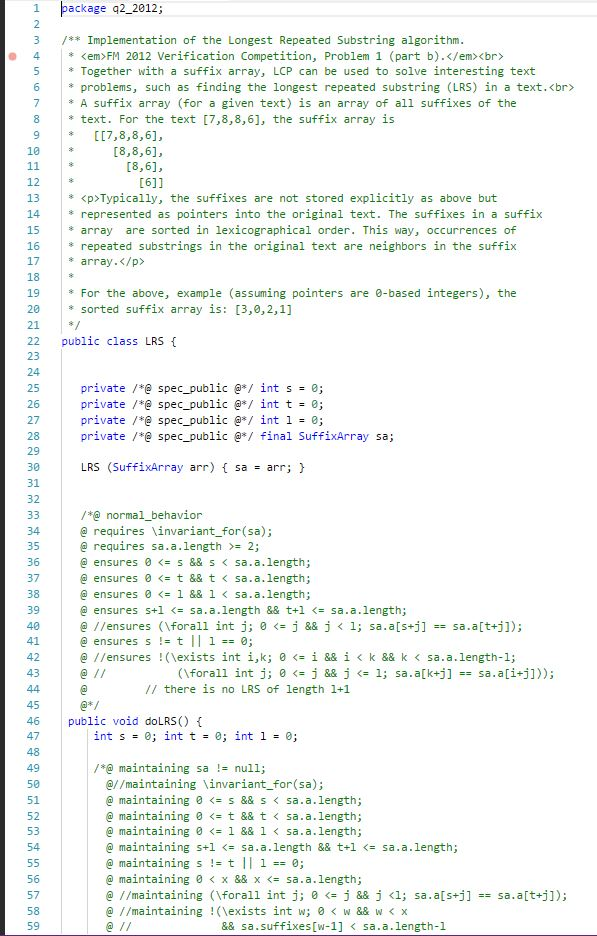 1 package q2_2012;
2
3 /** Implementation of the Longest Repeated Substring algorithm.
4 * <em>FM 2012 Verification Competition, Problem 1 (part b).</em><br>
5 * Together with a suffix array, LCP can be used to solve interesting text
6 * problems, such as finding the longest repeated substring (LRS) in a text.<br>
7 * A suffix array (for a given text) is an array of all suffixes of the
8 * text. For the text [7,8,8,6], the suffix array is
9 * [[7,8,8,6],
10 * [8,8,6],
11 * [8,6],
12 * [6]]
13 * <p>Typically, the suffixes are not stored explicitly as above but
14 * represented as pointers into the original text. The suffixes in a suffix
15 * array  are sorted in lexicographical order. This way, occurrences of
16 * repeated substrings in the original text are neighbors in the suffix
17 * array.</p>
18 *
19 * For the above, example (assuming pointers are 0-based integers), the
20 * sorted suffix array is: [3,0,2,1]
21 */
22 public class LRS {
23
24
25 private /*@ spec_public @*/ int s = 0;
26 private /*@ spec_public @*/ int t = 0;
27 private /*@ spec_public @*/ int l = 0;
28 private /*@ spec_public @*/ final SuffixArray sa;
29
30 LRS (SuffixArray arr) { sa = arr; }
31
32
33 /*@ normal_behavior
34 @ requires \invariant_for(sa);
35 @ requires sa.a.length >= 2;
36 @ ensures 0 <= s && s < sa.a.length;
37 @ ensures 0 <= t && t < sa.a.length;
38 @ ensures 0 <= l && l < sa.a.length;
39 @ ensures s+l <= sa.a.length && t+l <= sa.a.length;
40 @ //ensures (\forall int j; 0 <= j && j < l; sa.a[s+j] == sa.a[t+j]);
41 @ ensures s != t || l == 0;
42 @ //ensures !(\exists int i,k; 0 <= i && i < k && k < sa.a.length-l;
43 @ // (\forall int j; 0 <= j && j <= l; sa.a[k+j] == sa.a[i+j]));
44 @ // there is no LRS of length l+1
45 @*/
46 public void doLRS() {
47 int s = 0; int t = 0; int l = 0;
48
49 /*@ maintaining sa != null;
50 @//maintaining \invariant_for(sa);
51 @ maintaining 0 <= s && s < sa.a.length;
52 @ maintaining 0 <= t && t < sa.a.length;
53 @ maintaining 0 <= l && l < sa.a.length;
54 @ maintaining s+l <= sa.a.length && t+l <= sa.a.length;
55 @ maintaining s != t || l == 0;
56 @ maintaining 0 < x && x <= sa.a.length;
57 @ //maintaining (\forall int j; 0 <= j && j <l; sa.a[s+j] == sa.a[t+j]);
58 @ //maintaining !(\exists int w; 0 < w && w < x
59 @ // && sa.suffixes[w-1] < sa.a.length-l